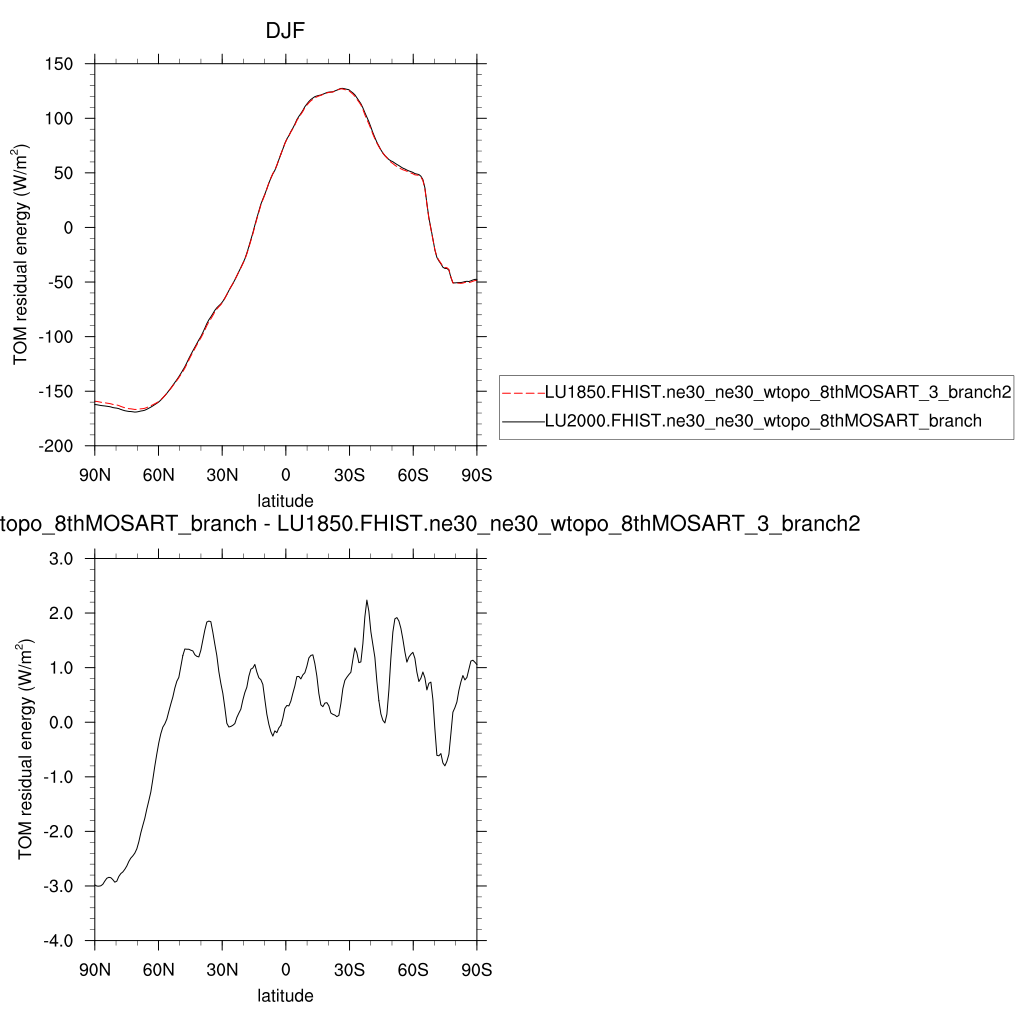 DJF
150
100
50
0
-50
-100
-150
-200
TOM residual energy (W/m²)
90N 60N 30N 0 30S 60S 90S
latitude
LU1850.FHIST.ne30_ne30_wtopo_8thMOSART_3_branch2
LU2000.FHIST.ne30_ne30_wtopo_8thMOSART_branch
topo_8thMOSART_branch - LU1850.FHIST.ne30_ne30_wtopo_8thMOSART_3_branch2
3.0
2.0
1.0
0.0
-1.0
-2.0
-3.0
-4.0
TOM residual energy (W/m²)
90N 60N 30N 0 30S 60S 90S
latitude